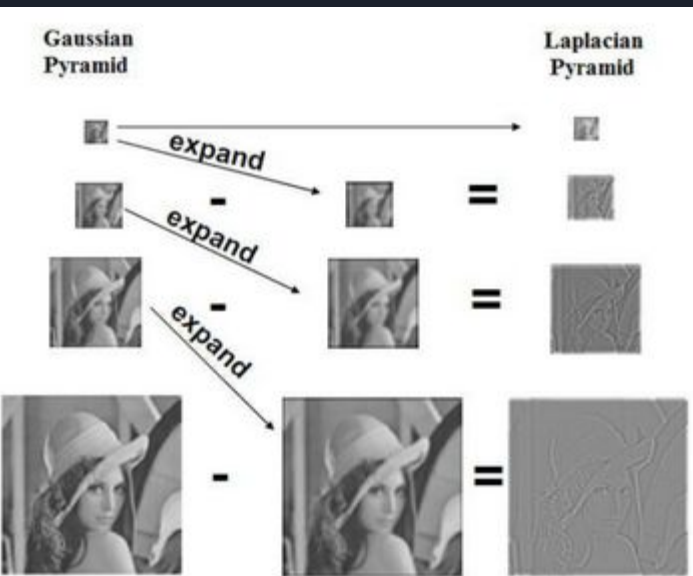 Gaussian
Pyramid
Laplacian
Pyramid
expand
-
=
expand
-
=
expand
-
=